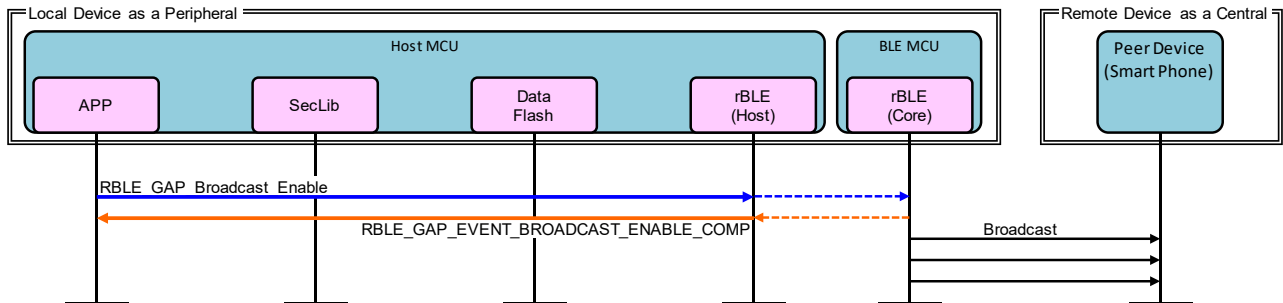 Local Device as a Peripheral
Remote Device as a Central
Host MCU
BLE MCU
Peer Device
(Smart Phone)
APP
SecLib
Data
Flash
rBLE
(Host)
rBLE
(Core)
RBLE_GAP_Broadcast_Enable
RBLE_GAP_EVENT_BROADCAST_ENABLE_COMP
Broadcast